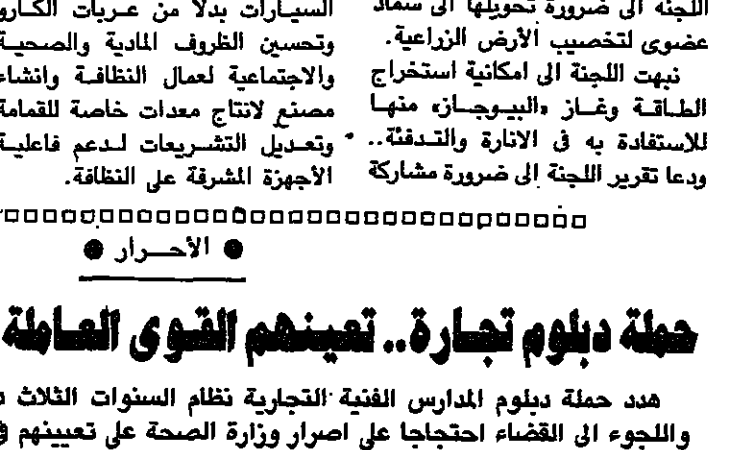 اللجنة الى ضرورة تحويلها الى سماد
عضوى لتخصيب الأرض الزراعية.
نبهت اللجنة الى امكانية استخراج
الطاقة وغاز «البيوجاز» منها
للاستفادة به فى الانارة والتدفئة..
ودعا تقرير اللجنة الى ضرورة مشاركة
السيارات بدلا من عربات الكارو
وتحسين الظروف المادية والصحية
والاجتماعية لعمال النظافة وانشاء
مصنع لانتاج معدات خاصة للقمامة
وتعديل التشريعات لدعم فاعلية
الأجهزة المشرفة على النظافة.
● الأحرار ●
حملة دبلوم تجارة.. تعينهم القوى العاملة
هدد حملة دبلوم المدارس الفنية التجارية نظام السنوات الثلاث
واللجوء الى القضاء احتجاجا على اصرار وزارة الصحة على تعيينهم